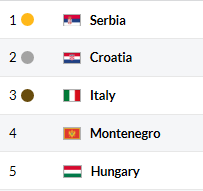 1 Serbia
2 Croatia
3 Italy
4 Montenegro
5 Hungary